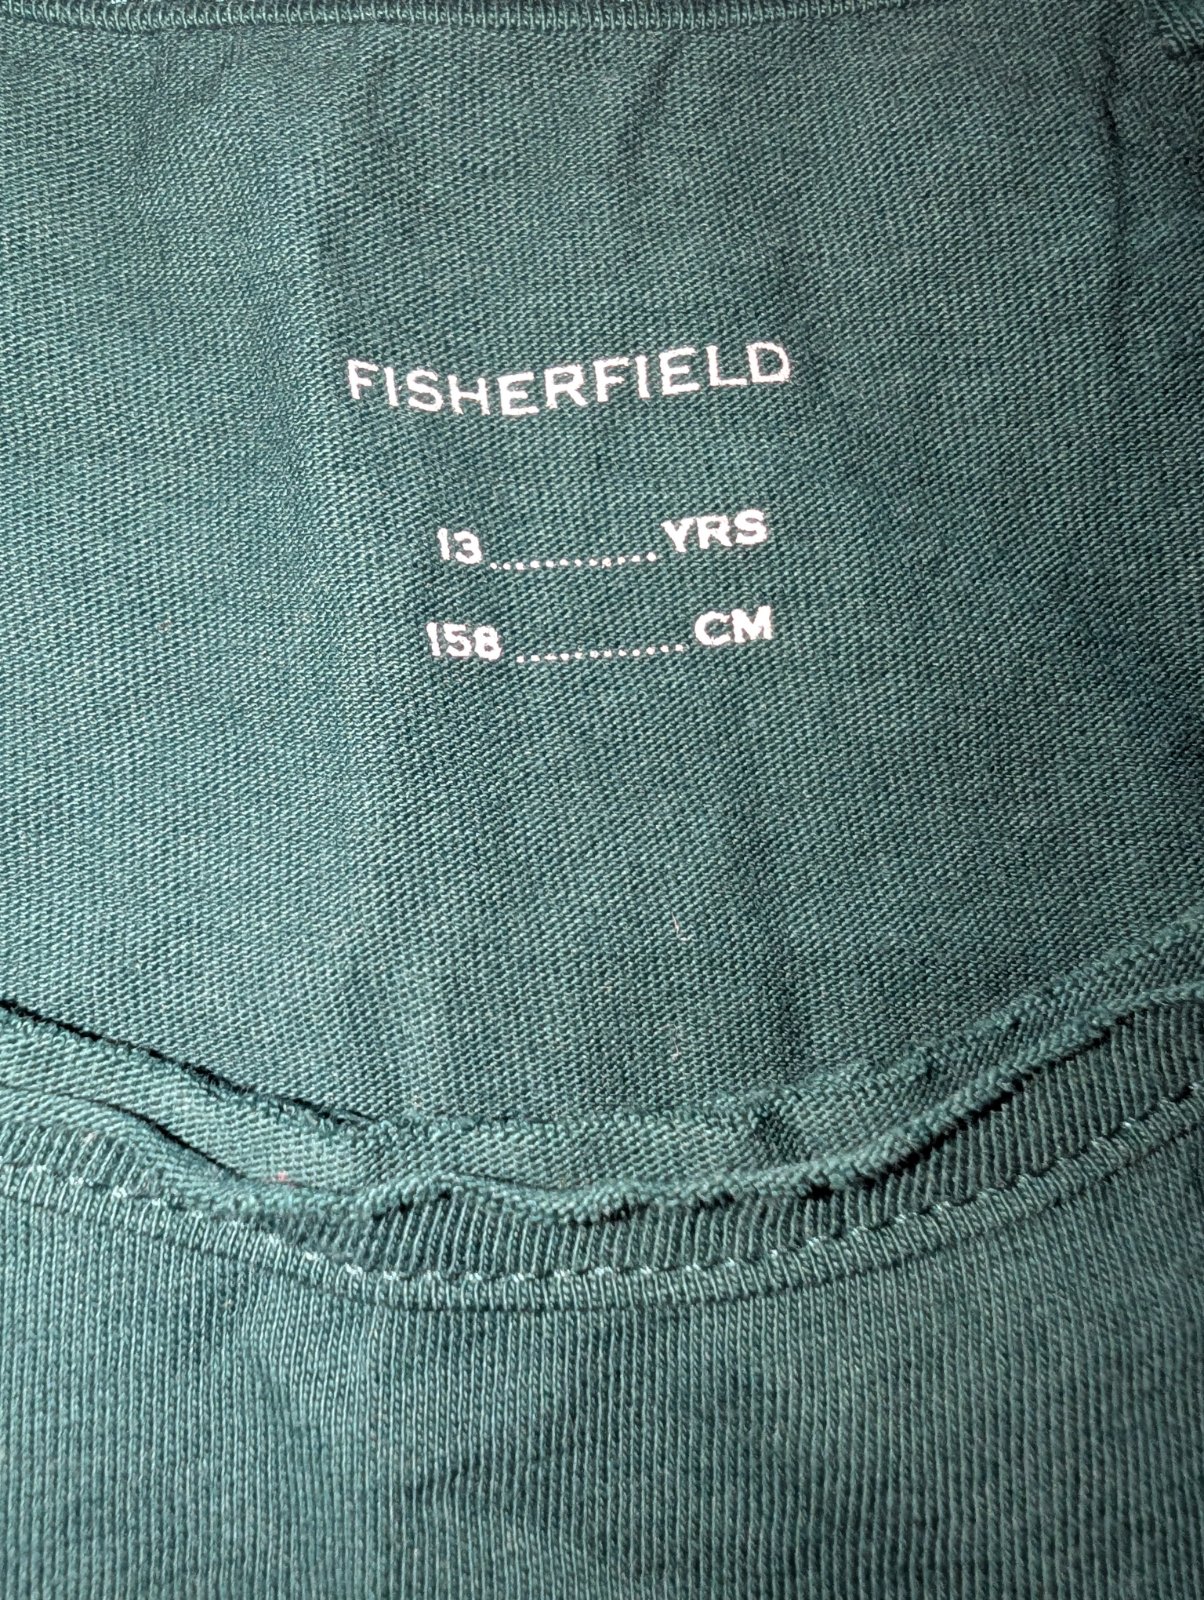 FISHERFIELD
13............YRS
158............CM